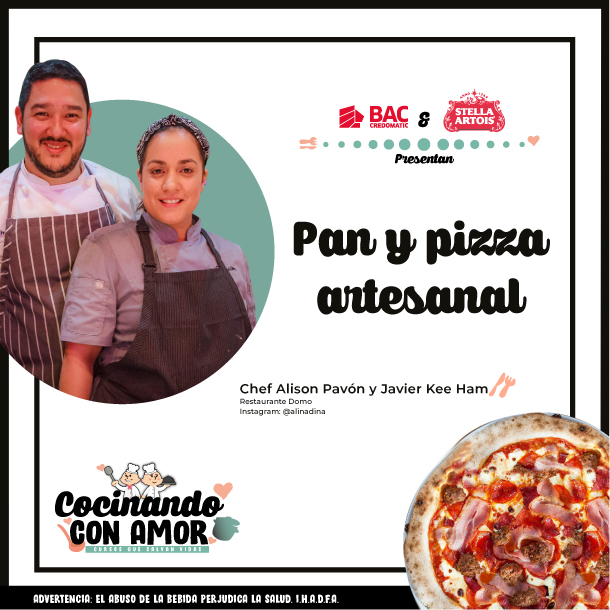 BAC
CREDOMATIC
&
STELLA
ARTOIS
Presentan
Pan y pizza
artesanal
Chef Alison Pavón y Javier Kee Ham
Restaurante Domo
Instagram: @alinadina
Cocinando
CON AMOR
CURSOS QUE SALVAN VIDAS
ADVERTENCIA: EL ABUSO DE LA BEBIDA PERJUDICA LA SALUD. I.H.A.D.F.A.